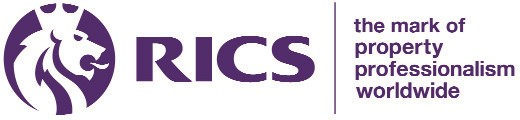 RICS
the mark of
property
professionalism
worldwide